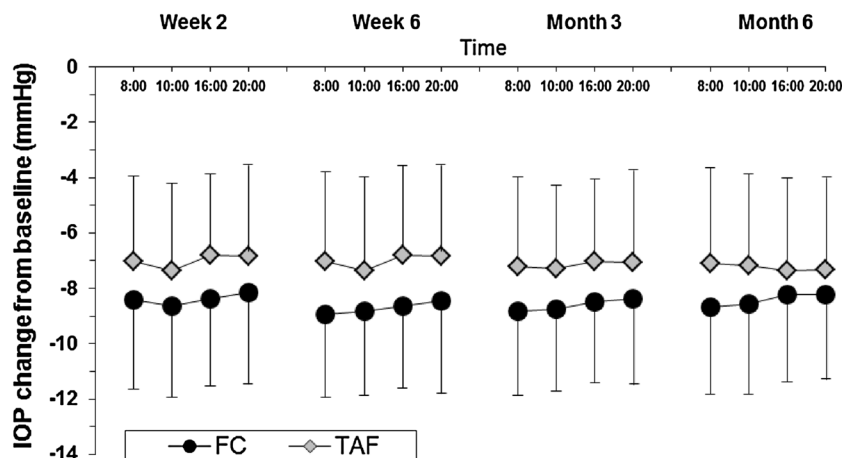 Week 2 Week 6 Month 3 Month 6
Time
0
8:00 10:00 16:00 20:00 8:00 10:00 16:00 20:00 8:00 10:00 16:00 20:00 8:00 10:00 16:00 20:00
-2
-4
-6
-8
-10
-12
-14
IOP change from baseline (mmHg)
FC TAF